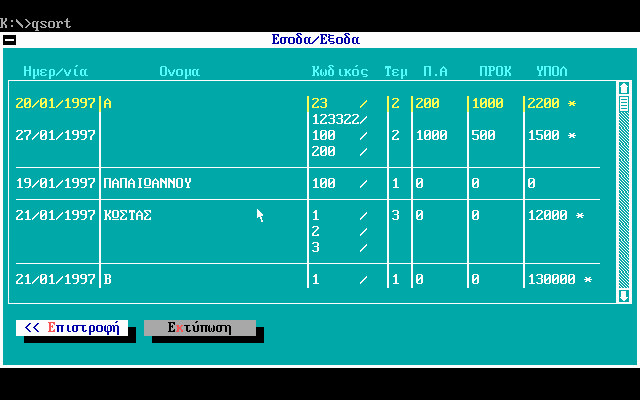 K:\>qsort
Εσοδα/Εξοδα
Ημερ/νία Ονομα Κωδικός Τεμ Π.Α ΠΡΟΚ ΥΠΟΛ
20/01/1997 Α 23 / 2 200 1000 2200 *
123322/
27/01/1997 100 / 2 1000 500 1500 *
200 /
19/01/1997 ΠΑΠΑΙΩΑΝΝΟΥ 100 / 1 0 0 0
21/01/1997 ΚΩΣΤΑΣ 1 / 3 0 0 12000 *
2 /
3 /
21/01/1997 Β 1 / 1 0 0 130000 *
<< Επιστροφή Εκτύπωση